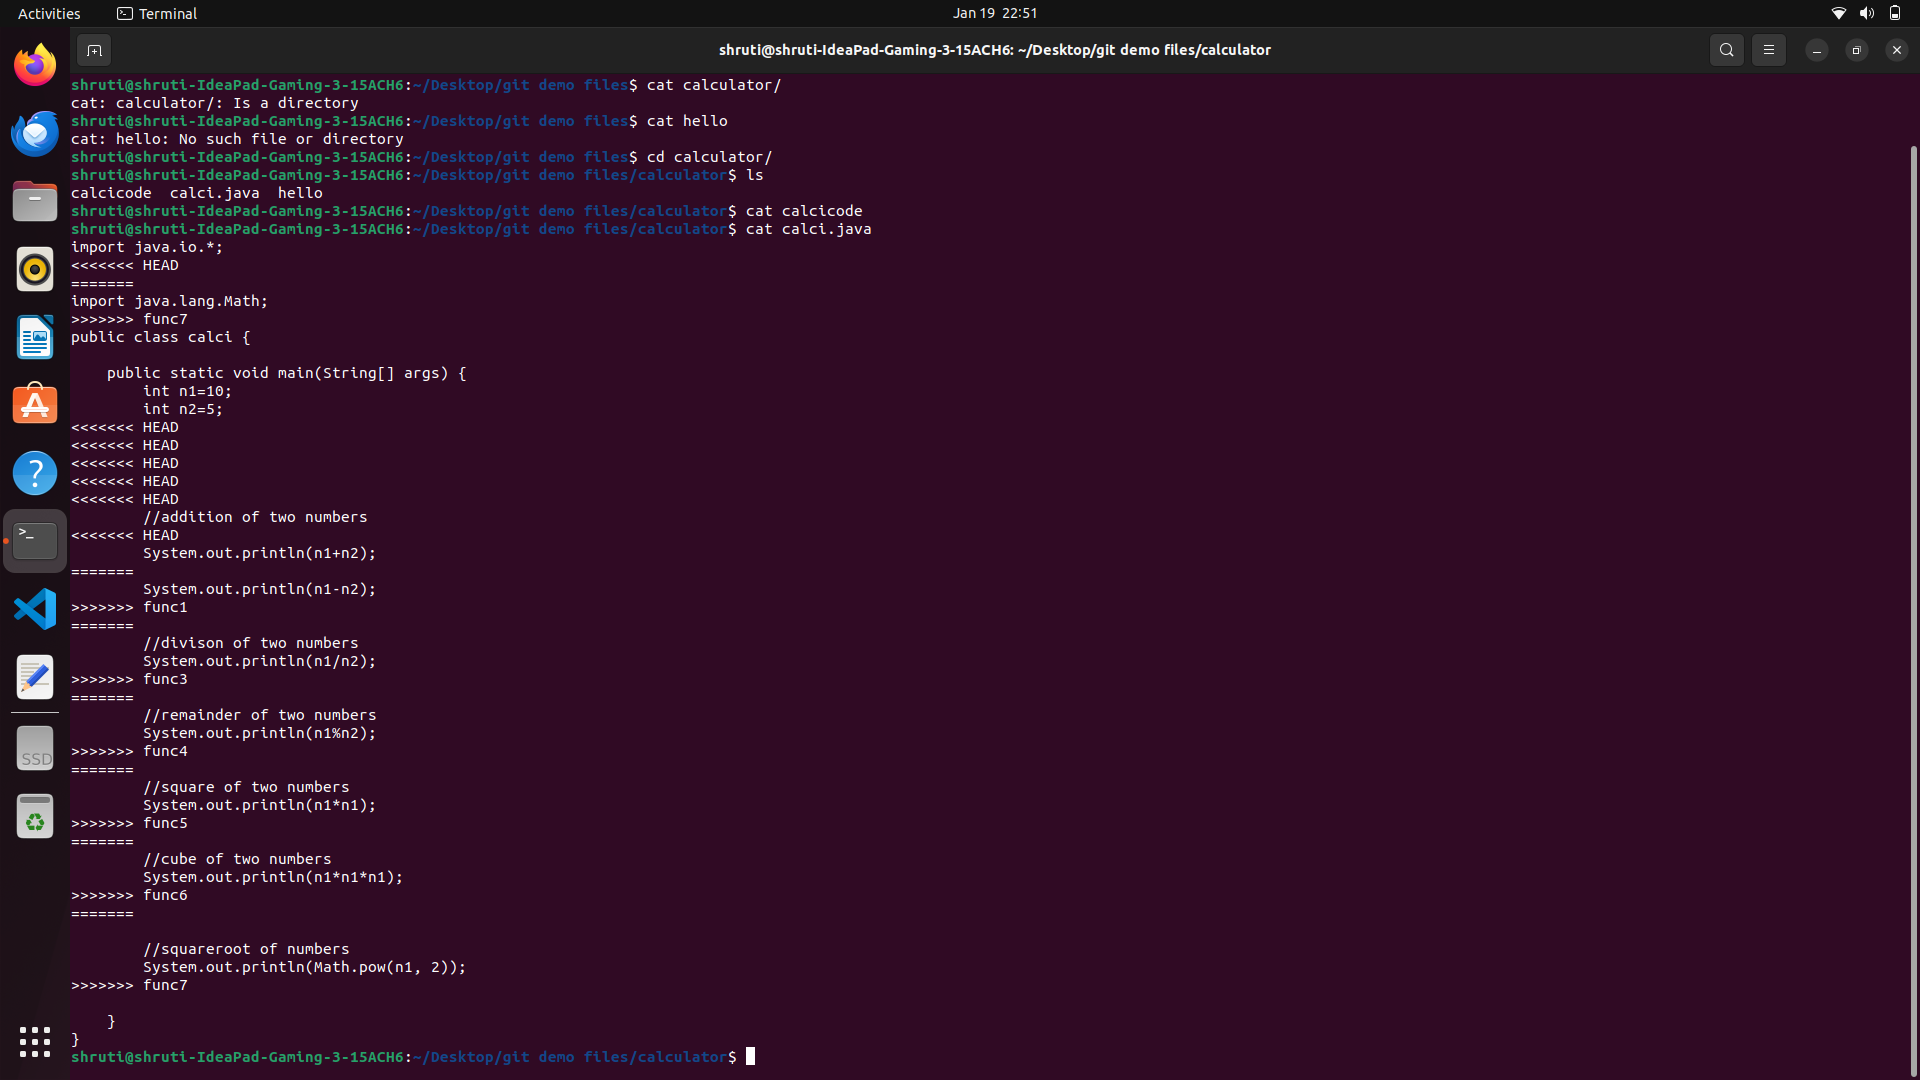 Activities
Terminal
Jan 19 22:51
shruti@shruti-IdeaPad-Gaming-3-15ACH6: ~/Desktop/git demo files/calculator
shruti@shruti-IdeaPad-Gaming-3-15ACH6:~/Desktop/git demo files$ cat calculator/
cat: calculator/: Is a directory
shruti@shruti-IdeaPad-Gaming-3-15ACH6:~/Desktop/git demo files$ cat hello
cat: hello: No such file or directory
shruti@shruti-IdeaPad-Gaming-3-15ACH6:~/Desktop/git demo files$ cd calculator/
shruti@shruti-IdeaPad-Gaming-3-15ACH6:~/Desktop/git demo files/calculator$ ls
calcicode  calci.java  hello
shruti@shruti-IdeaPad-Gaming-3-15ACH6:~/Desktop/git demo files/calculator$ cat calcicode
shruti@shruti-IdeaPad-Gaming-3-15ACH6:~/Desktop/git demo files/calculator$ cat calci.java
import java.io.*;
<<<<<<< HEAD
=======
import java.lang.Math;
>>>>>>> func7
public class calci {

    public static void main(String[] args) {
        int n1=10;
        int n2=5;
<<<<<<< HEAD
<<<<<<< HEAD
<<<<<<< HEAD
<<<<<<< HEAD
<<<<<<< HEAD
        //addition of two numbers
<<<<<<< HEAD
        System.out.println(n1+n2);
=======
        System.out.println(n1-n2);
>>>>>>> func1
=======
        //divison of two numbers
        System.out.println(n1/n2);
>>>>>>> func3
=======
        //remainder of two numbers
        System.out.println(n1%n2);
>>>>>>> func4
=======
        //square of two numbers
        System.out.println(n1*n1);
>>>>>>> func5
=======
        //cube of two numbers
        System.out.println(n1*n1*n1);
>>>>>>> func6
=======

        //squareroot of numbers
        System.out.println(Math.pow(n1, 2));
>>>>>>> func7

    }
}
shruti@shruti-IdeaPad-Gaming-3-15ACH6:~/Desktop/git demo files/calculator$
SSD